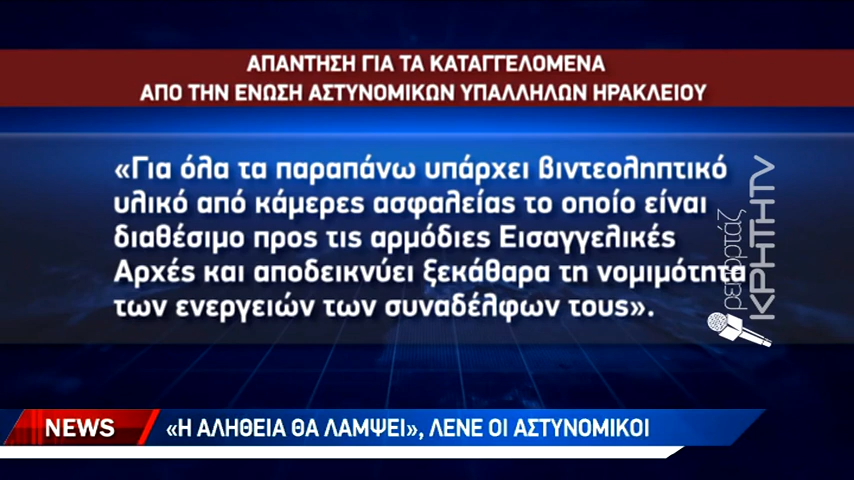 ΑΠΑΝΤΗΣΗ ΓΙΑ ΤΑ ΚΑΤΑΓΓΕΛΟΜΕΝΑ
ΑΠΟ ΤΗΝ ΕΝΩΣΗ ΑΣΤΥΝΟΜΙΚΩΝ ΥΠΑΛΛΗΛΩΝ ΗΡΑΚΛΕΙΟΥ
«Για όλα τα παραπάνω υπάρχει βιντεοληπτικό
υλικό από κάμερες ασφαλείας το οποίο είναι
διαθέσιμο προς τις αρμόδιες Εισαγγελικές
Αρχές και αποδεικνύει ξεκάθαρα τη νομιμότητα
των ενεργειών των συναδέλφων τους».
ρεπορτάζ
ΚΡΗΤΗTV
NEWS
«Η ΑΛΗΘΕΙΑ ΘΑ ΛΑΜΨΕΙ», ΛΕΝΕ ΟΙ ΑΣΤΥΝΟΜΙΚΟΙ